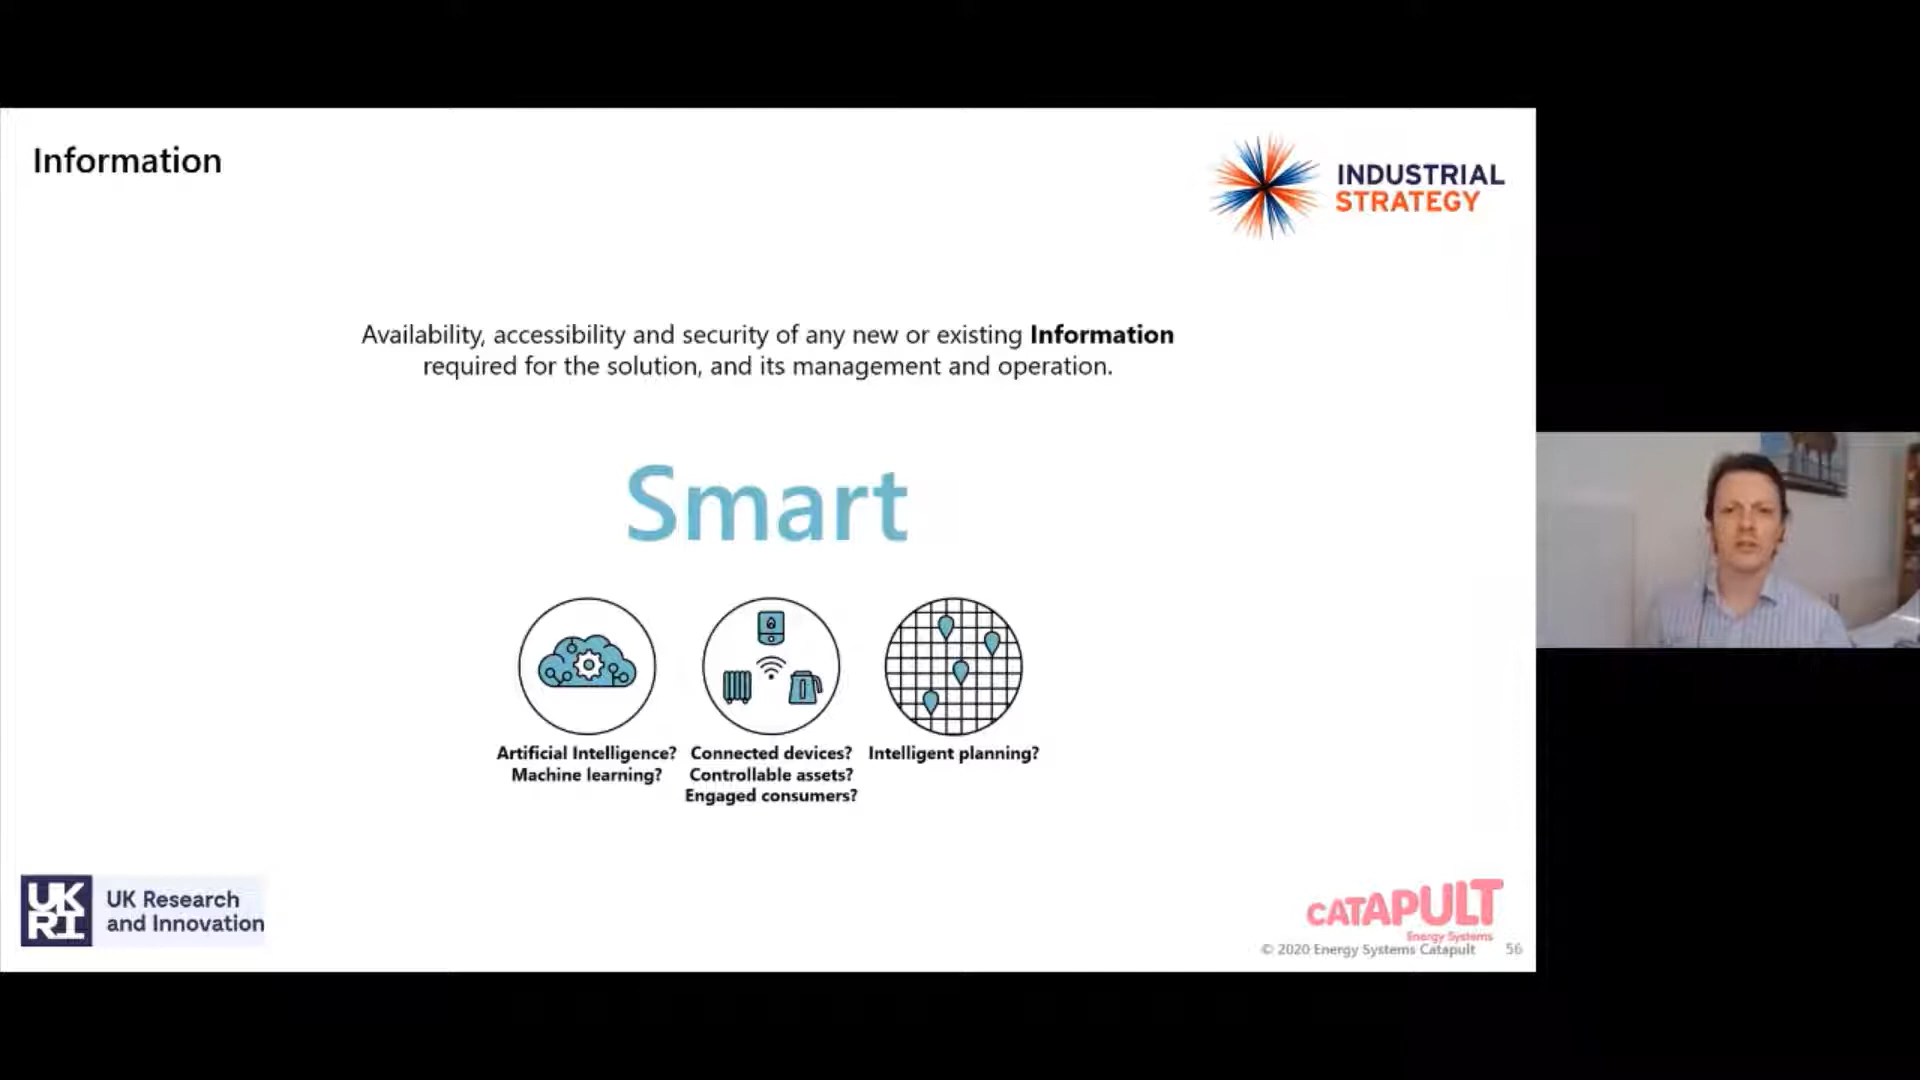 Information
INDUSTRIAL
STRATEGY
Availability, accessibility and security of any new or existing Information
required for the solution, and its management and operation.
Smart
Artificial Intelligence?
Machine learning?
Connected devices?
Controllable assets?
Engaged consumers?
Intelligent planning?
UK
RI
UK Research
and Innovation
CATAPULT
Energy Systems
© 2020 Energy Systems Catapult
56